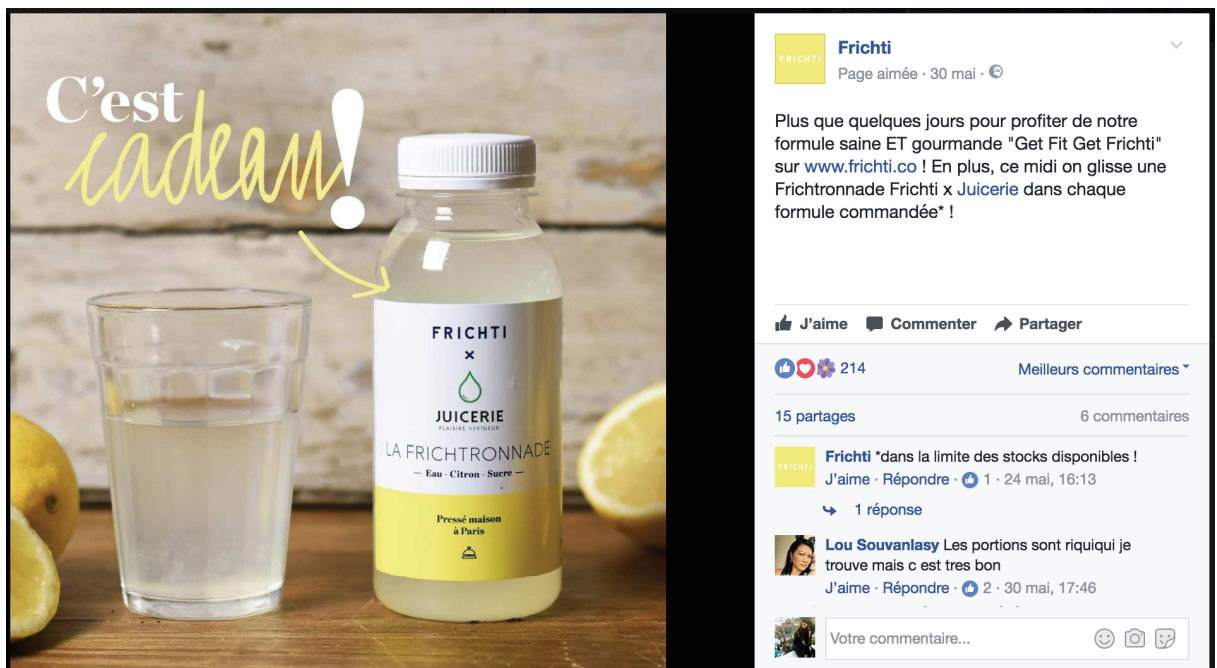 C'est
cadeau!
FRICHTI
x
JUICERIE
PLAISIRS VERTUEUX
LA FRICHTRONNADE
Eau - Citron - Sucre
Pressé maison
à Paris
FRICHTI
Frichti
Page aimée · 30 mai ·
Plus que quelques jours pour profiter de notre
formule saine ET gourmande "Get Fit Get Frichti"
sur www.frichti.co ! En plus, ce midi on glisse une
Frichtronnade Frichti x Juicerie dans chaque
formule commandée* !
J'aime Commenter Partager
214 Meilleurs commentaires
15 partages 6 commentaires
FRICHTI
Frichti *dans la limite des stocks disponibles !
J'aime · Répondre · 1 · 24 mai, 16:13
1 réponse
Lou Souvanlasy Les portions sont riquiqui je
trouve mais c est tres bon
J'aime · Répondre · 2 · 30 mai, 17:46
Votre commentaire...